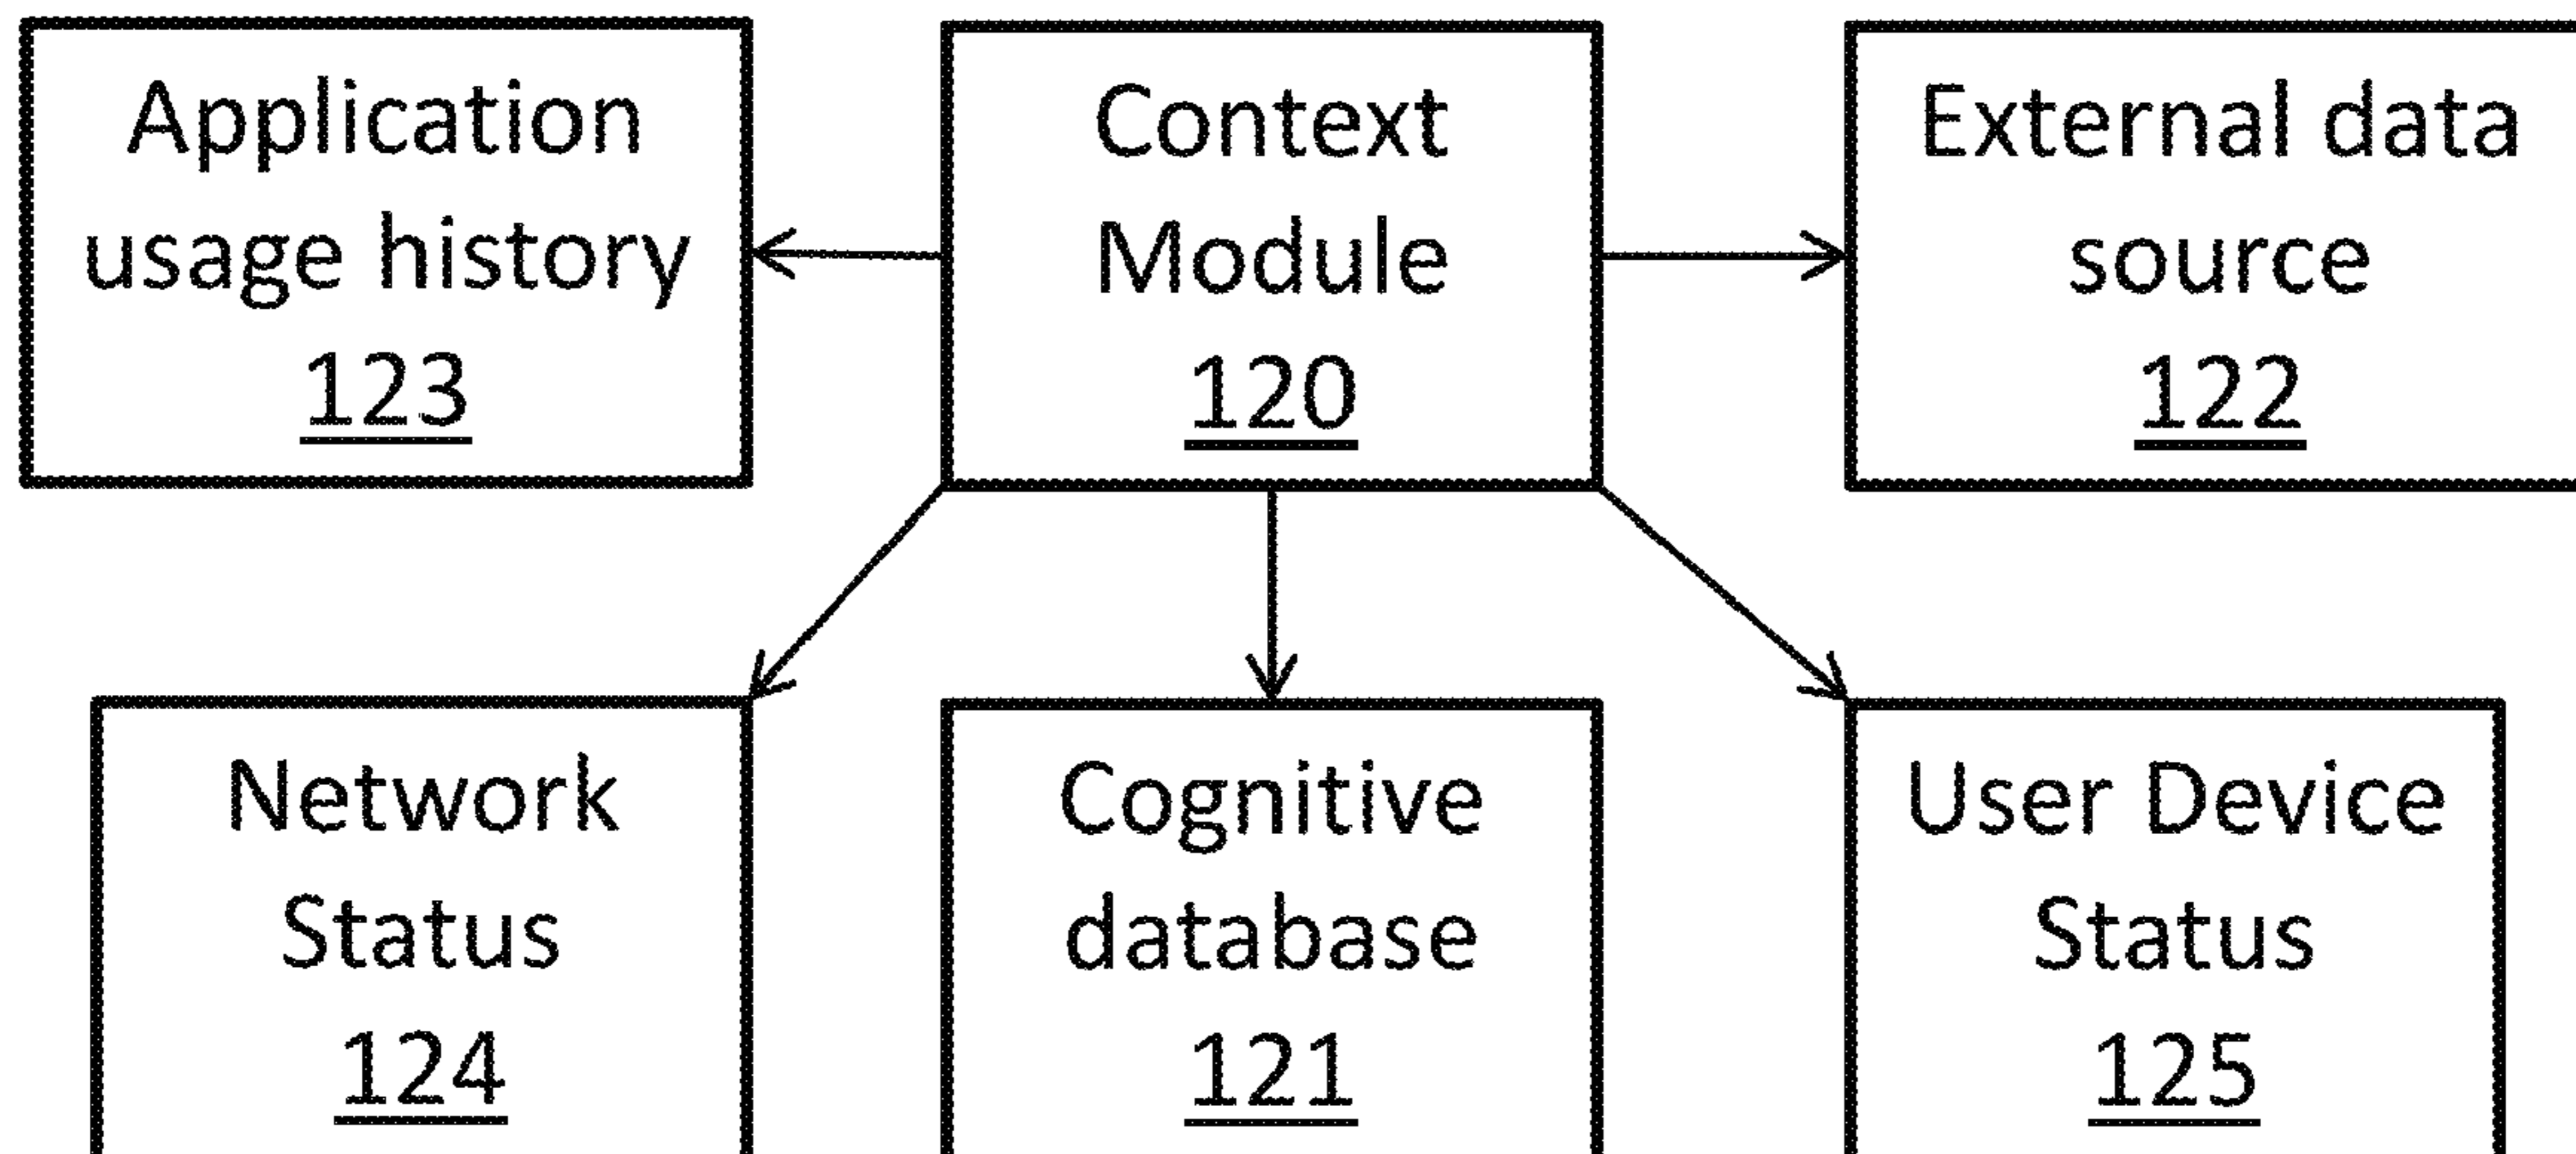 Application
usage history
123
Context
Module
120
External data
source
122
Network
Status
124
Cognitive
database
121
User Device
Status
125